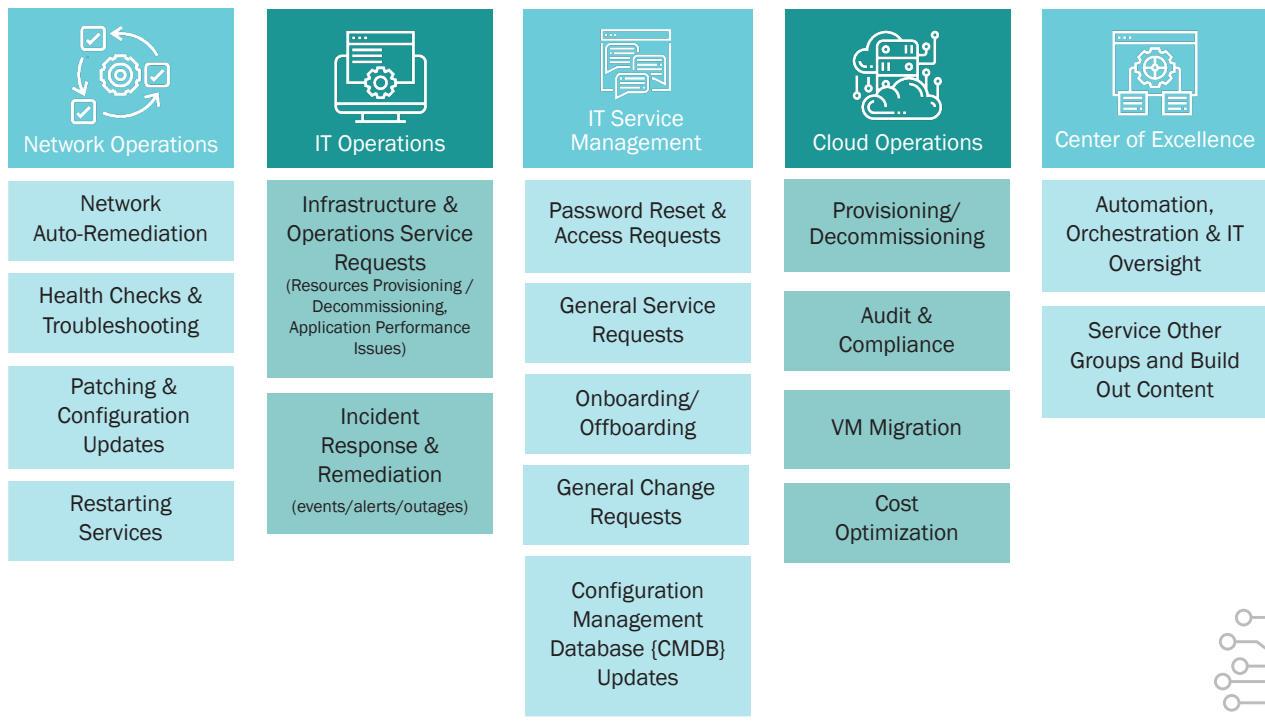 Network Operations
Network
Auto-Remediation
Health Checks &
Troubleshooting
Patching &
Configuration
Updates
Restarting
Services
IT Operations
Infrastructure &
Operations Service
Requests
(Resources Provisioning /
Decommissioning,
Application Performance
Issues)
Incident
Response &
Remediation
(events/alerts/outages)
IT Service
Management
Password Reset &
Access Requests
General Service
Requests
Onboarding/
Offboarding
General Change
Requests
Configuration
Management
Database {CMDB}
Updates
Cloud Operations
Provisioning/
Decommissioning
Audit &
Compliance
VM Migration
Cost
Optimization
Center of Excellence
Automation,
Orchestration & IT
Oversight
Service Other
Groups and Build
Out Content